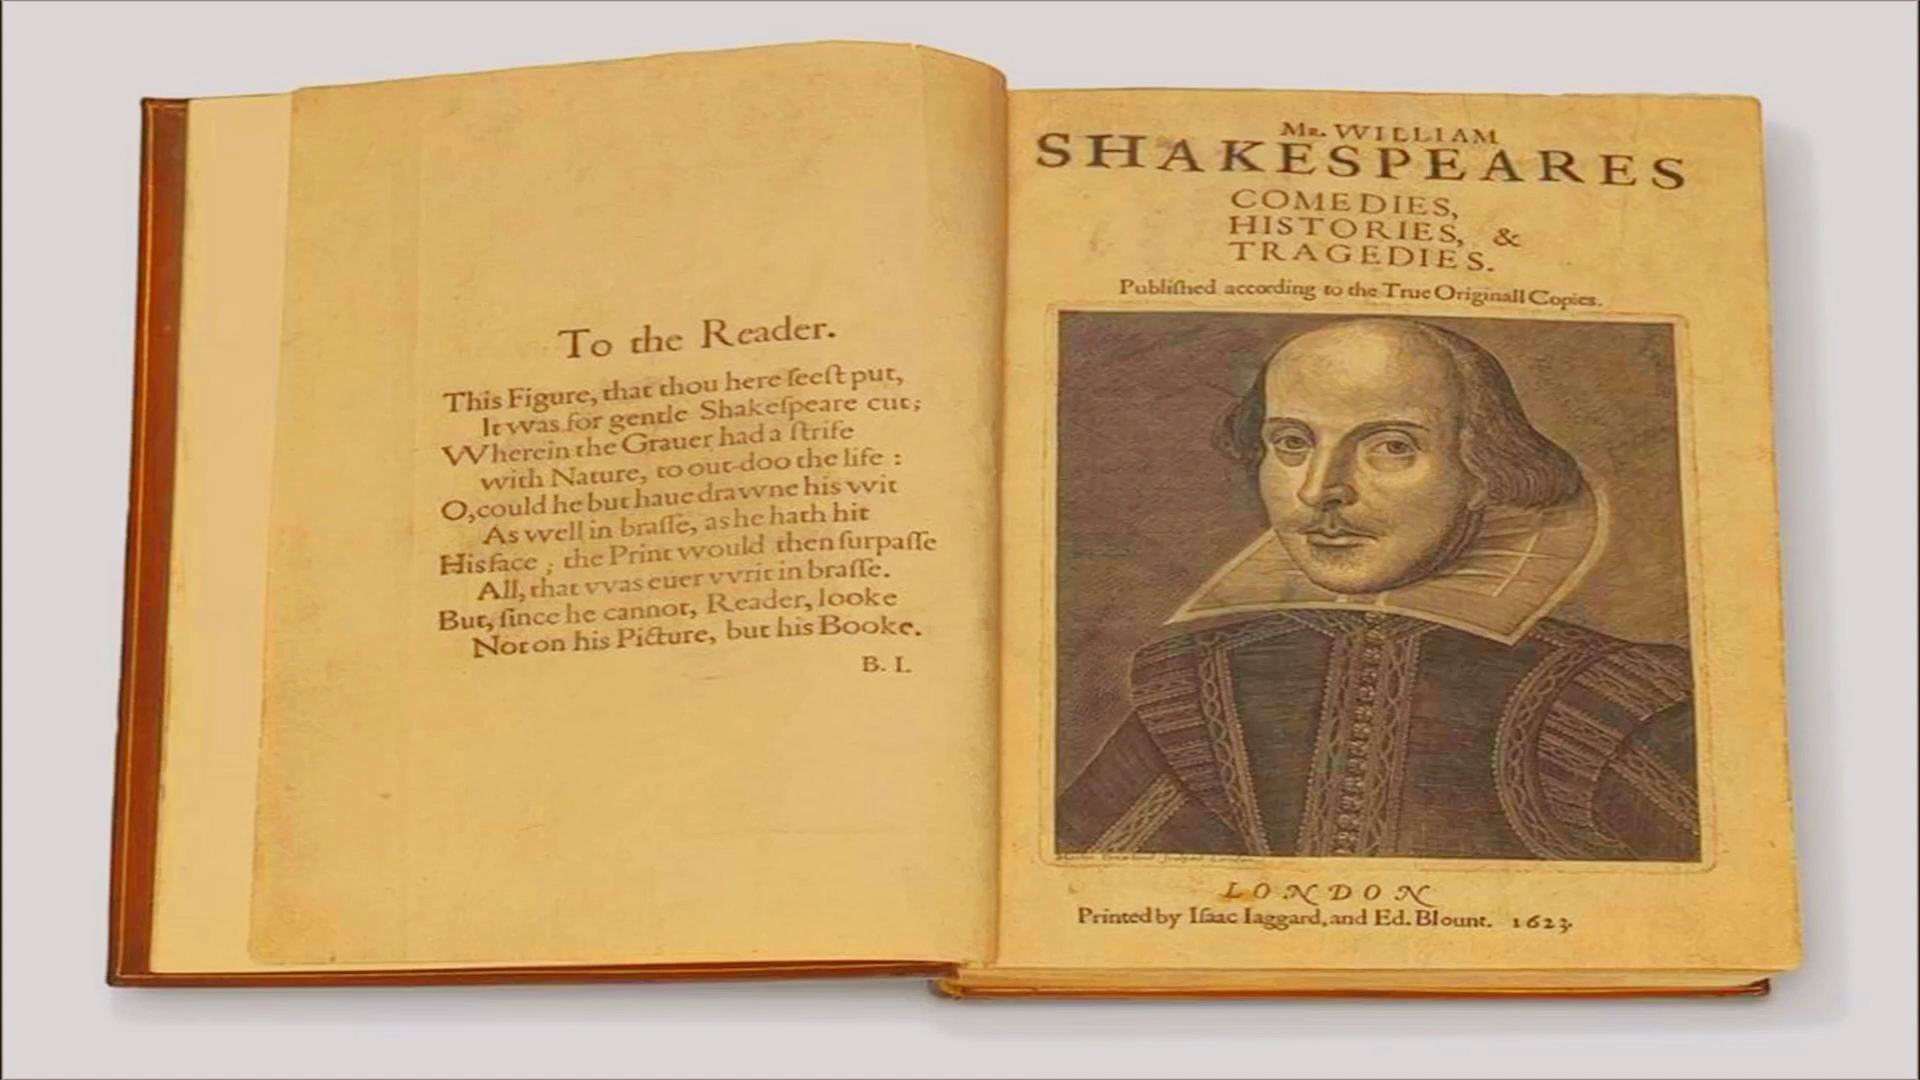 To the Reader.
This Figure, that thou here ſeeſt put,
It was for gentle Shakeſpeare cut;
Wherein the Grauer had a ſtrife
with Nature, to out-doo the life :
O, could he but haue dravvne his vvit
As vvell in braſſe, as he hath hit
His face ; the Print vvould then ſurpaſſe
All, that vvas euer vvrit in braſſe.
But, ſince he cannot, Reader, looke
Not on his Picture, but his Booke.
B. I.
Mr. WILLIAM
SHAKESPEARES
COMEDIES,
HISTORIES, &
TRAGEDIES.
Publiſhed according to the True Originall Copies.
LONDON
Printed by Iſaac Iaggard, and Ed. Blount. 1623.